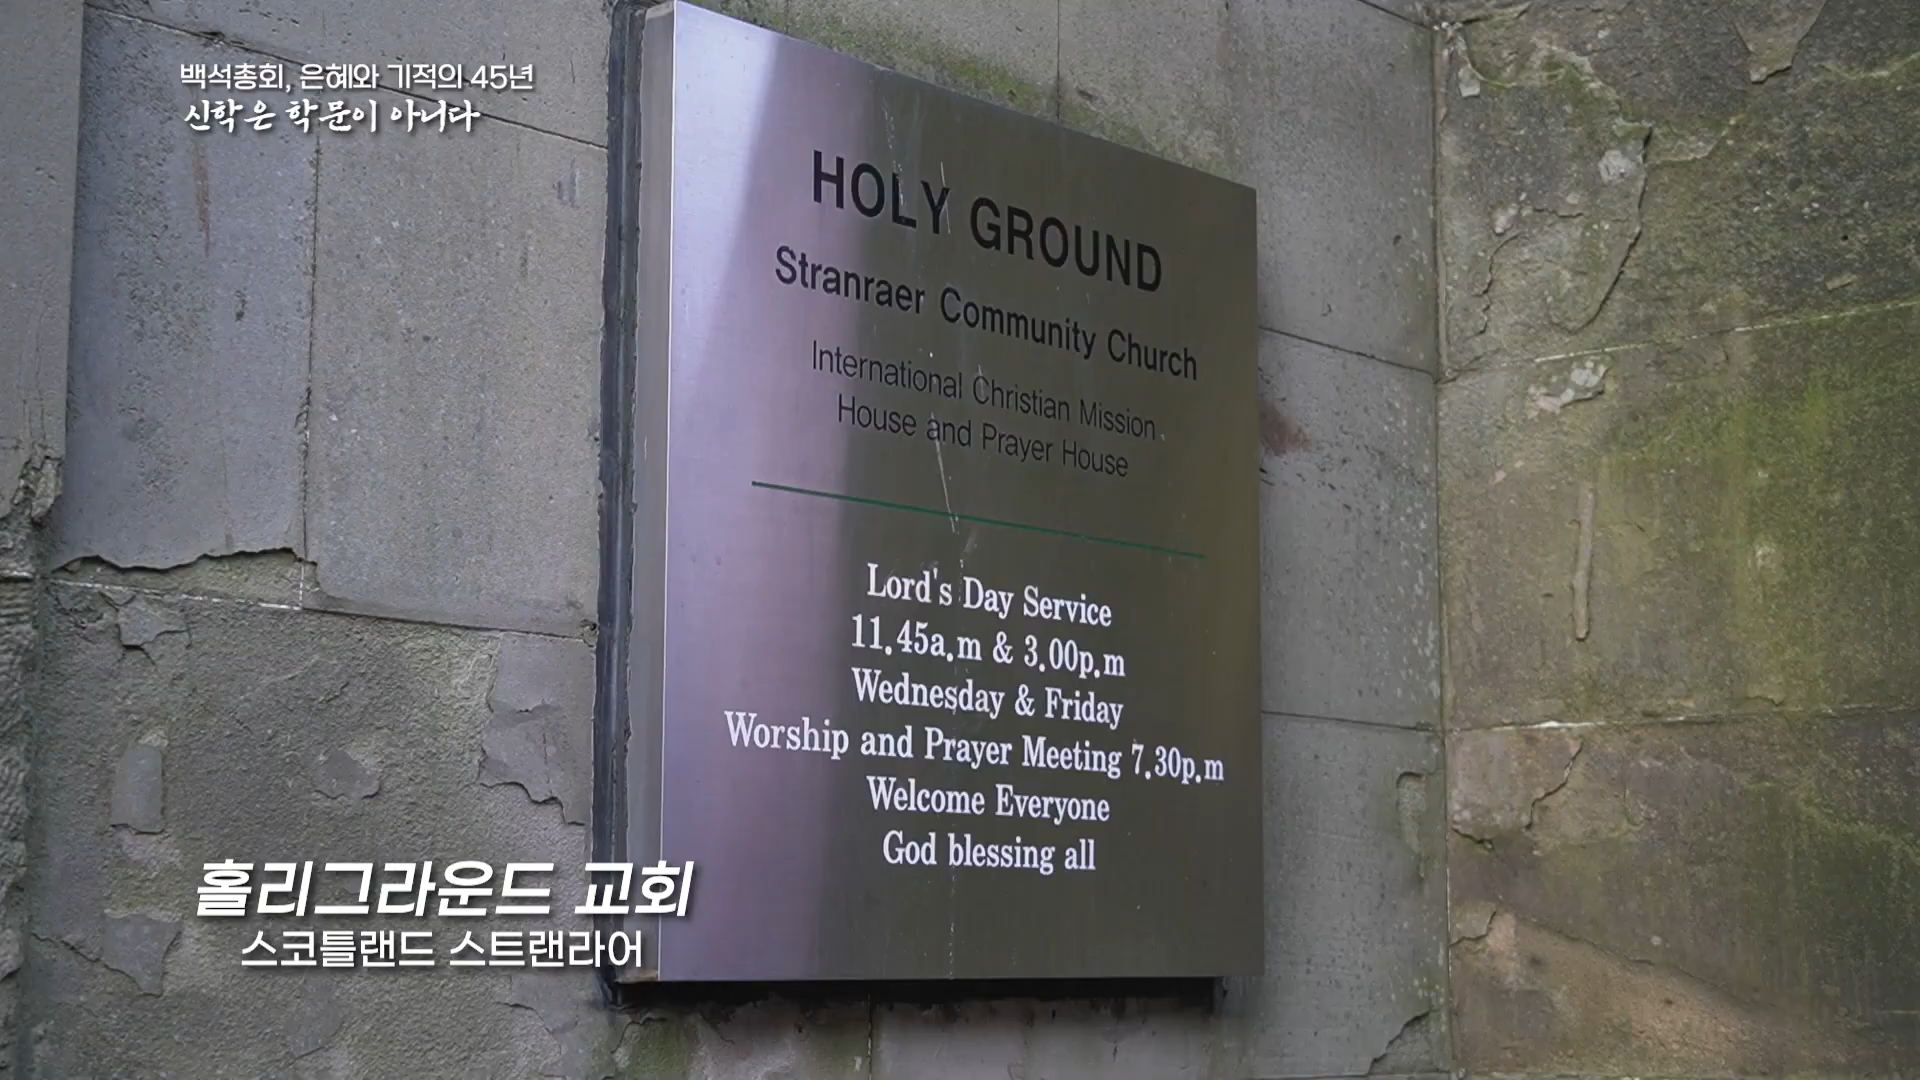 백석총회, 은혜와 기적의 45년
신학은 학문이 아니다
HOLY GROUND
Stranraer Community Church
International Christian Mission
House and Prayer House
Lord's Day Service
11.45a.m & 3.00p.m
Wednesday & Friday
Worship and Prayer Meeting 7.30p.m
Welcome Everyone
God blessing all
홀리그라운드 교회
스코틀랜드 스트랜라어